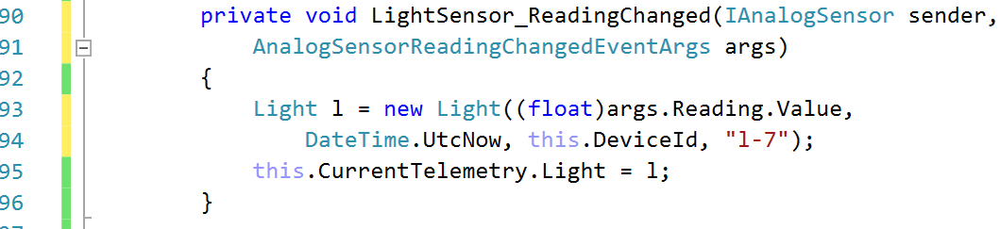 90 private void LightSensor_ReadingChanged(IAnalogSensor sender,
91 AnalogSensorReadingChangedEventArgs args)
92 {
93 Light l = new Light((float)args.Reading.Value,
94 DateTime.UtcNow, this.DeviceId, "l-7");
95 this.CurrentTelemetry.Light = l;
96 }